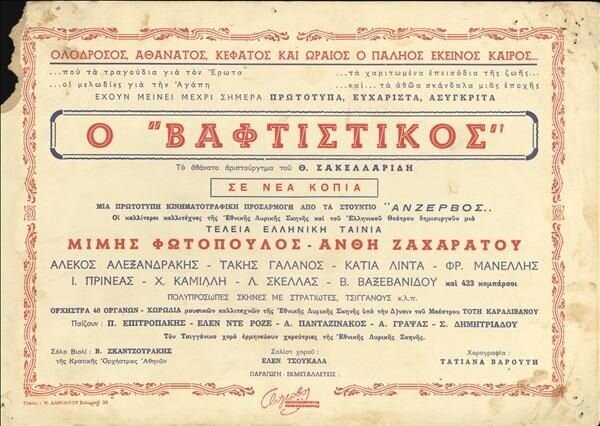 ΟΛΟΔΡΟΣΟΣ, ΑΘΑΝΑΤΟΣ, ΚΕΦΑΤΟΣ ΚΑΙ ΩΡΑΙΟΣ Ο ΠΑΛΗΟΣ ΕΚΕΙΝΟΣ ΚΑΙΡΟΣ...
...ποὺ τὰ τραγούδια γιὰ τὸν Ἔρωτα ...τὰ χαριτωμένα ἐπεισόδια τῆς ζωῆς...
...οἱ μελωδίες γιὰ τὴν Ἀγάπη ...καὶ... τὰ ἀθῶα σκάνδαλα μιᾶς ἐποχῆς
ΕΧΟΥΝ ΜΕΙΝΕΙ ΜΕΧΡΙ ΣΗΜΕΡΑ ΠΡΩΤΟΤΥΠΑ, ΕΥΧΑΡΙΣΤΑ, ΑΣΥΓΚΡΙΤΑ
Ο "ΒΑΦΤΙΣΤΙΚΟΣ"
Τὸ ἀθάνατο ἀριστούργημα τοῦ Θ. ΣΑΚΕΛΛΑΡΙΔΗ
ΣΕ ΝΕΑ ΚΟΠΙΑ
ΜΙΑ ΠΡΩΤΟΤΥΠΗ ΚΙΝΗΜΑΤΟΓΡΑΦΙΚΗ ΠΡΟΣΑΡΜΟΓΗ ΑΠΟ ΤΑ ΣΤΟΥΝΤΙΟ "ΑΝΖΕΡΒΟΣ,,
Οἱ καλλίτεροι καλλιτέχνες τῆς Ἐθνικῆς Λυρικῆς Σκηνῆς καὶ τοῦ Ἑλληνικοῦ Θεάτρου δημιουργοῦν μιὰ
ΤΕΛΕΙΑ ΕΛΛΗΝΙΚΗ ΤΑΙΝΙΑ
ΜΙΜΗΣ ΦΩΤΟΠΟΥΛΟΣ - ΑΝΘΗ ΖΑΧΑΡΑΤΟΥ
ΑΛΕΚΟΣ ΑΛΕΞΑΝΔΡΑΚΗΣ - ΤΑΚΗΣ ΓΑΛΑΝΟΣ - ΚΑΤΙΑ ΛΙΝΤΑ - ΦΡ. ΜΑΝΕΛΛΗΣ
Ι. ΠΡΙΝΕΑΣ - Χ. ΚΑΜΙΛΛΗ - Λ. ΣΚΕΛΛΑΣ - Β. ΒΑΞΕΒΑΝΙΔΟΥ καὶ 423 κομπάρσοι
ΠΟΛΥΠΡΟΣΩΠΕΣ ΣΚΗΝΕΣ ΜΕ ΣΤΡΑΤΙΩΤΕΣ, ΤΣΙΓΓΑΝΟΥΣ κ.λ.π.
ΟΡΧΗΣΤΡΑ 40 ΟΡΓΑΝΩΝ - ΧΟΡΩΔΙΑ μουσικῶν καλλιτεχνῶν τῆς Ἐθνικῆς Λυρικῆς Σκηνῆς ὑπὸ τὴν Δ)νσιν τοῦ Μαέστρου ΤΟΤΗ ΚΑΡΑΛΙΒΑΝΟΥ
Παίζουν: Π. ΕΠΙΤΡΟΠΑΚΗΣ - ΕΛΕΝ ΝΤΕ ΡΟΖΕ - Α. ΠΑΝΤΑΖΙΝΑΚΟΣ - Α. ΓΡΑΨΑΣ - Σ. ΔΗΜΗΤΡΙΑΔΟΥ
Τὸν Τσιγγάνικο χορὸ ἑρμηνεύουν χορεύτριες τῆς Ἐθνικῆς Λυρικῆς Σκηνῆς.
Σόλο Βιολί: Β. ΣΚΑΝΤΖΟΥΡΑΚΗΣ
τῆς Κρατικῆς Ὀρχήστρας Ἀθηνῶν
Σολίστ χοροῦ:
ΕΛΕΝ ΤΣΟΥΚΑΛΑ
Χορογραφία:
ΤΑΤΙΑΝΑ ΒΑΡΟΥΤΗ
ΠΑΡΑΓΩΓΗ - ΕΚΜΕΤΑΛΛΕΥΣΙΣ:
Ἀνζερβός